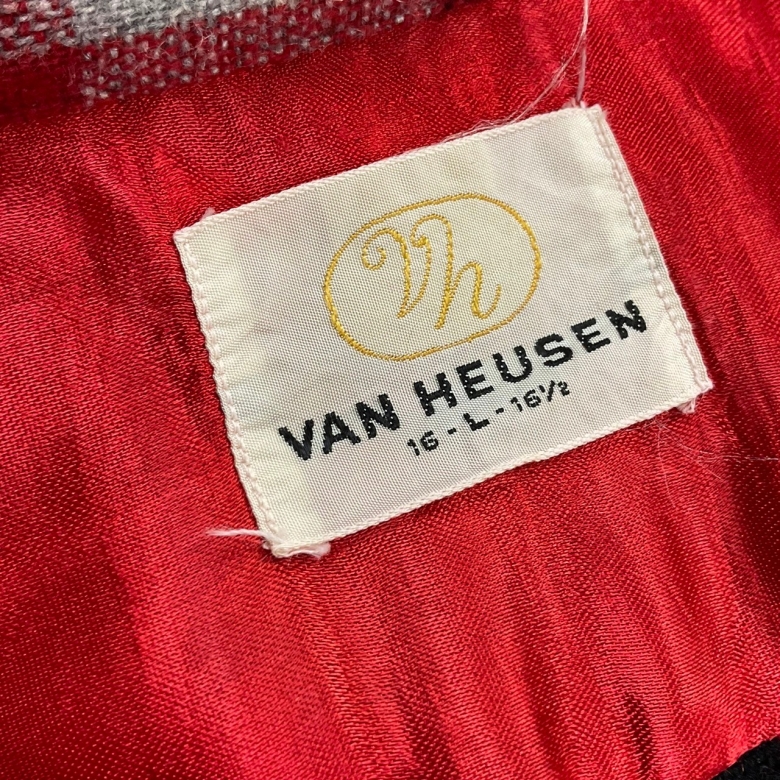 Vh
VAN HEUSEN
16 - L - 16½